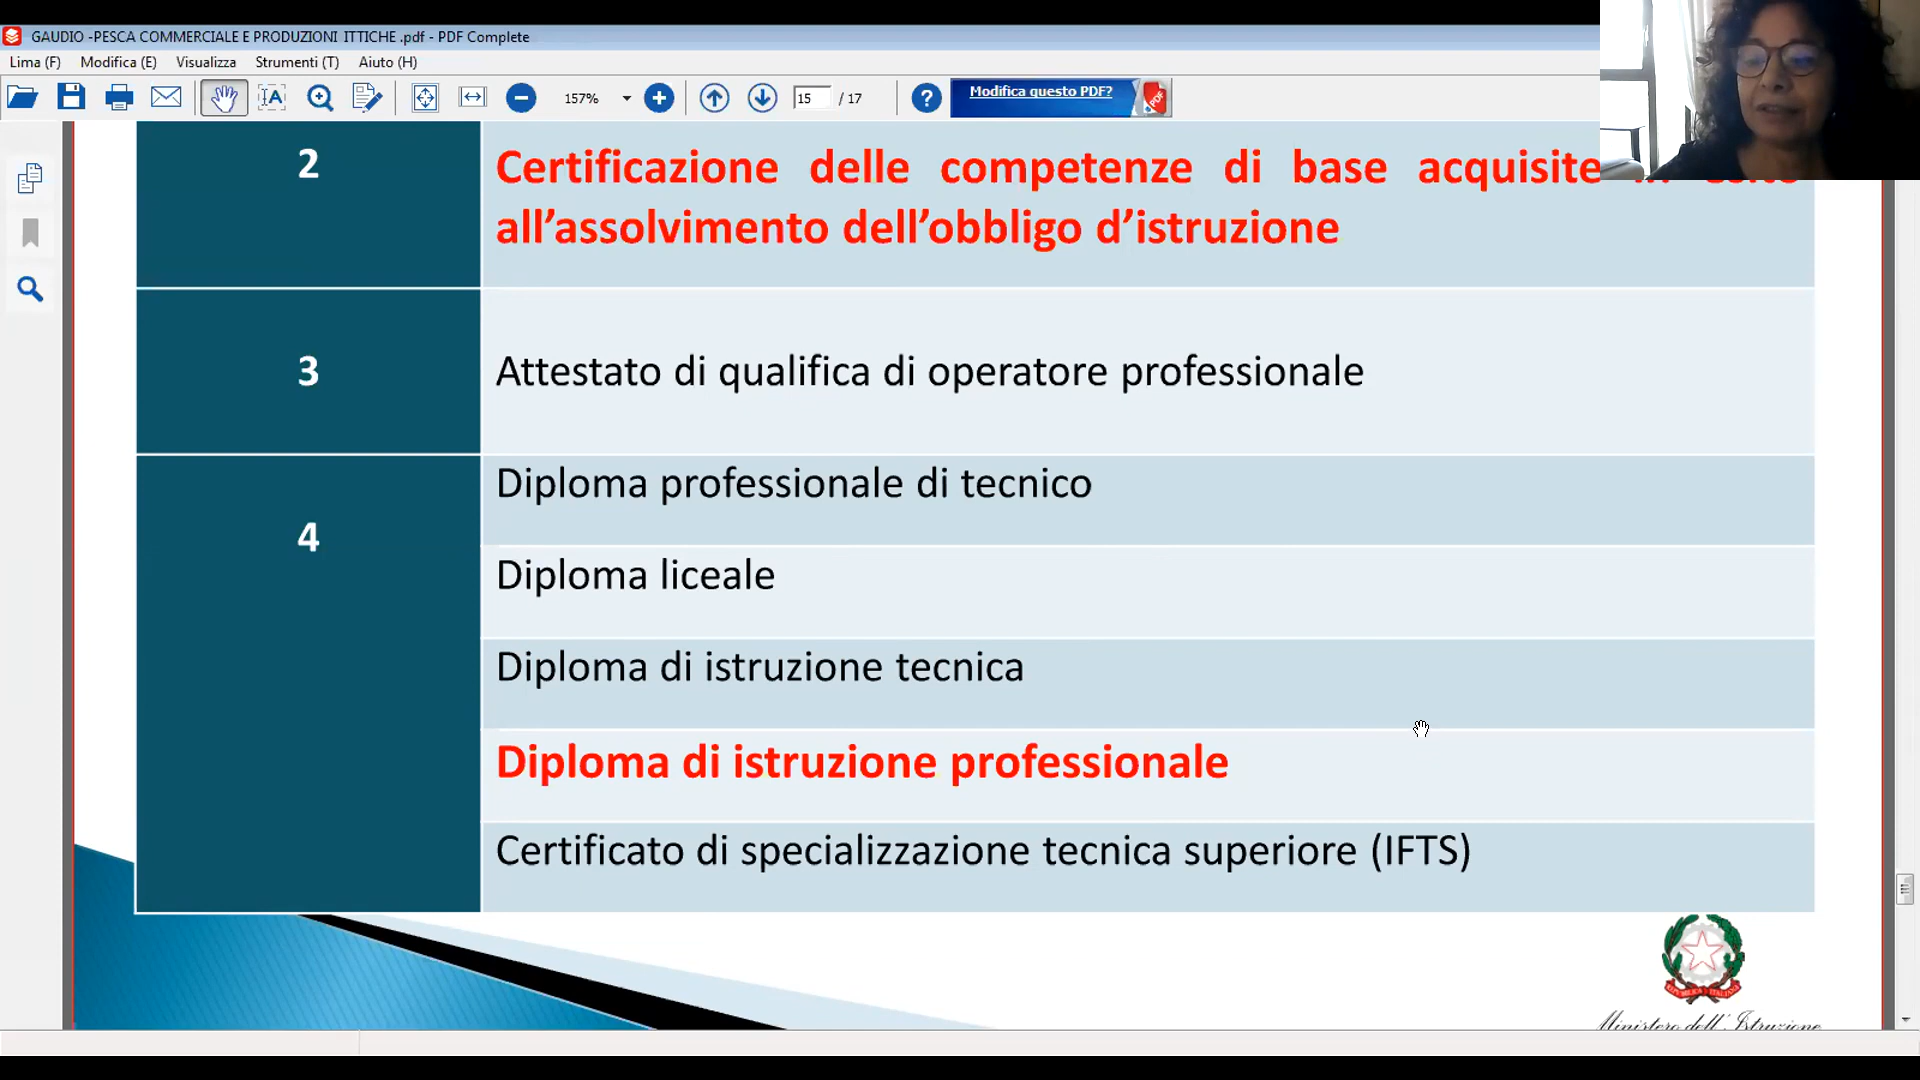 GAUDIO -PESCA COMMERCIALE E PRODUZIONI ITTICHE .pdf - PDF Complete
Lima (F) Modifica (E) Visualizza Strumenti (T) Aiuto (H)
157% 15 / 17 Modifica questo PDF?
2
Certificazione delle competenze di base acquisite
all’assolvimento dell’obbligo d’istruzione
3
Attestato di qualifica di operatore professionale
4
Diploma professionale di tecnico
Diploma liceale
Diploma di istruzione tecnica
Diploma di istruzione professionale
Certificato di specializzazione tecnica superiore (IFTS)
Ministero dell’Istruzione